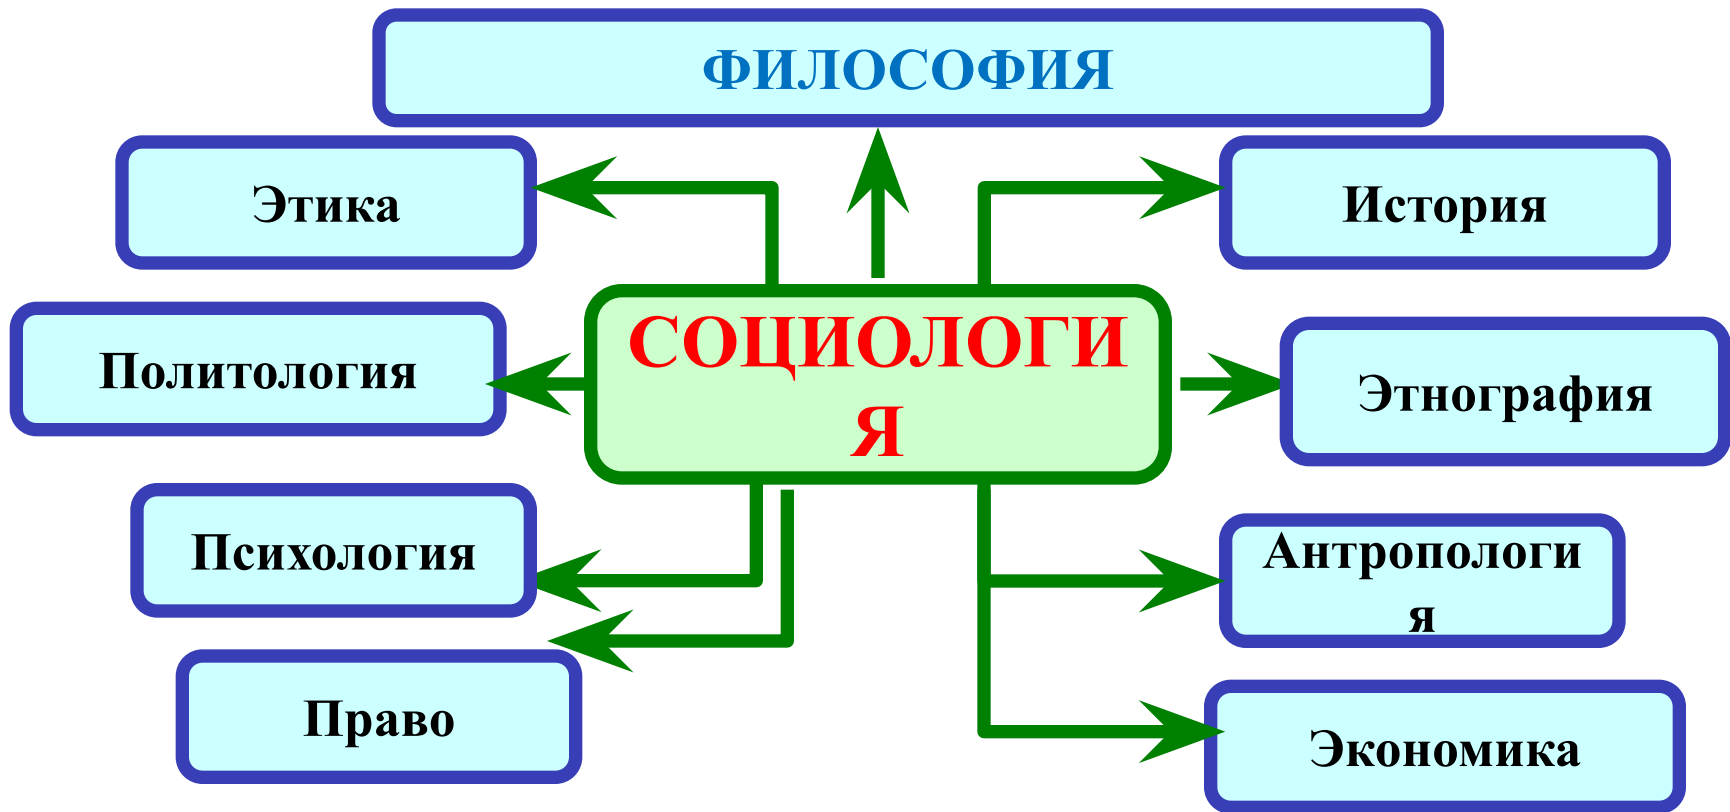 ФИЛОСОФИЯ
Этика
История
СОЦИОЛОГИ
Я
Политология
Этнография
Психология
Антропологи
я
Право
Экономика